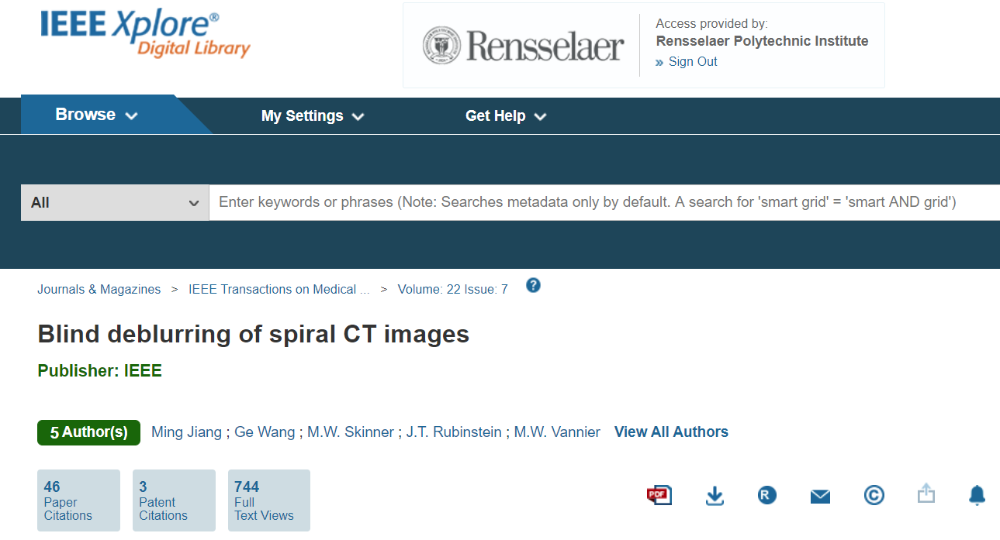 IEEE Xplore®
Digital Library
Rensselaer
Access provided by:
Rensselaer Polytechnic Institute
» Sign Out
Browse
My Settings
Get Help
All
Enter keywords or phrases (Note: Searches metadata only by default. A search for 'smart grid' = 'smart AND grid')
Journals & Magazines > IEEE Transactions on Medical ... > Volume: 22 Issue: 7 ?
Blind deblurring of spiral CT images
Publisher: IEEE
5 Author(s) Ming Jiang ; Ge Wang ; M.W. Skinner ; J.T. Rubinstein ; M.W. Vannier View All Authors
46
Paper
Citations
3
Patent
Citations
744
Full
Text Views
PDF
R
©